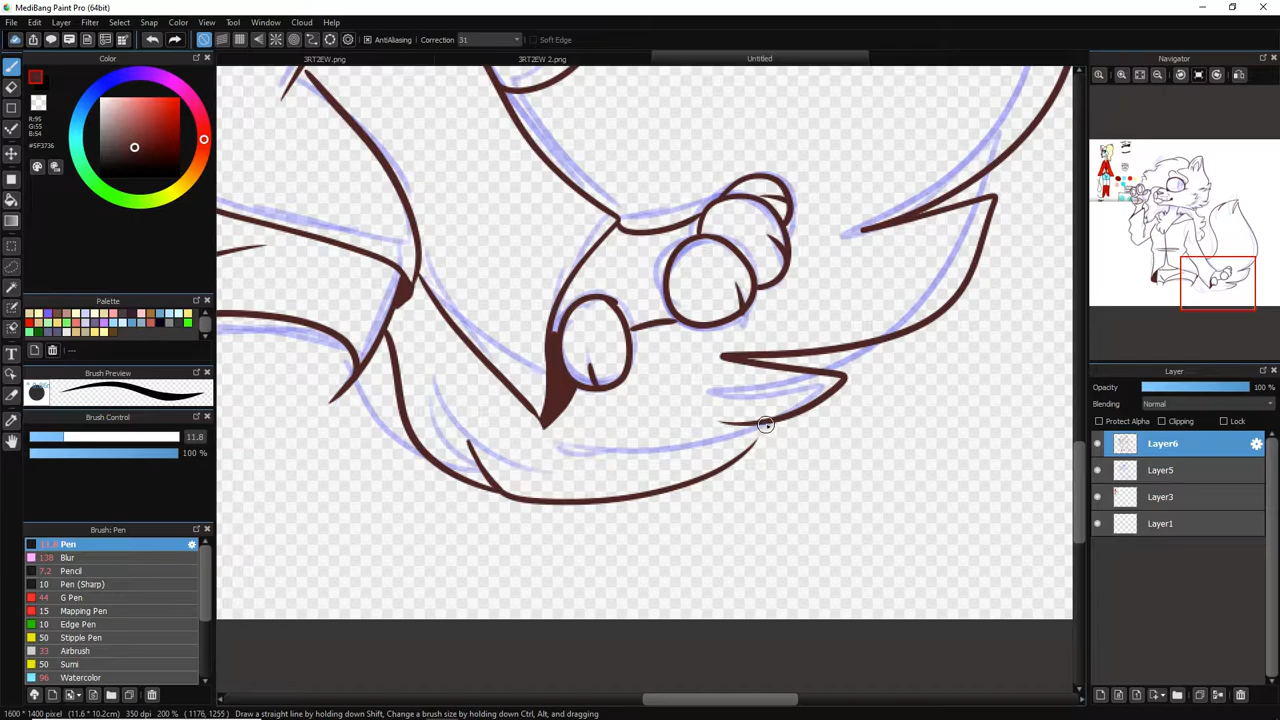 MediBang Paint Pro (64bit)
File Edit Layer Filter Select Snap Color View Tool Window Cloud Help
AntiAliasing Correction 31 Soft Edge
Color
3RT2EW.png 3RT2EW 2.png Untitled
Navigator
R:95
G:55
B:54
#5F3736
Palette
---
Brush Preview
Brush Control
11.8
100 %
Brush: Pen
11.8 Pen
138 Blur
7.2 Pencil
10 Pen (Sharp)
44 G Pen
15 Mapping Pen
10 Edge Pen
50 Stipple Pen
33 Airbrush
50 Sumi
96 Watercolor
Layer
Opacity 100 %
Blending Normal
Protect Alpha Clipping Lock
Layer6
Layer5
Layer3
Layer1
1600 * 1400 pixel (11.6 * 10.2cm) 350 dpi 200 % (1176, 1255) Draw a straight line by holding down Shift, Change a brush size by holding down Ctrl, Alt, and dragging